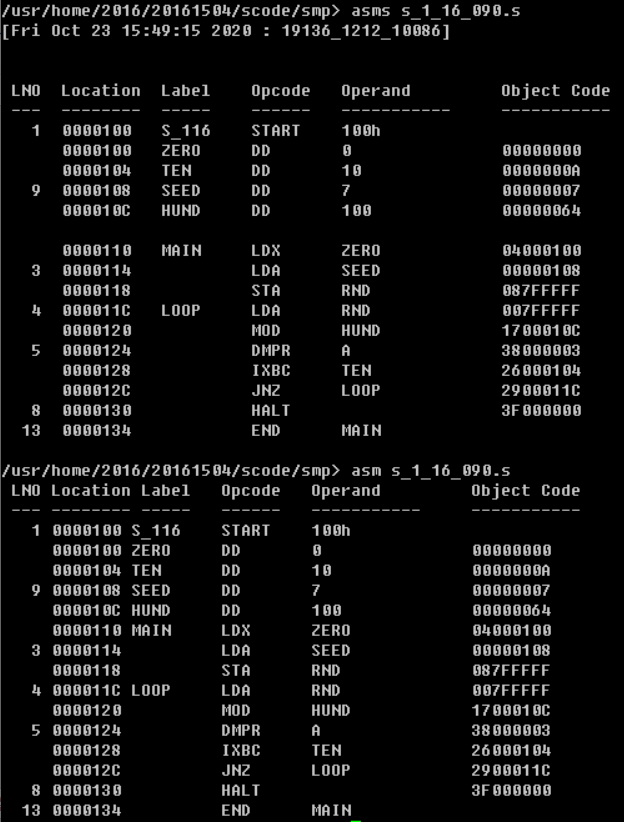 /usr/home/2016/20161504/scode/smp> asms s_1_16_090.s
[Fri Oct 23 15:49:15 2020 : 19136_1212_10086]
LNO Location Label Opcode Operand Object Code
--- -------- ----- ------ ----------- -----------
1 0000100 S_116 START 100h
0000100 ZERO DD 0 00000000
0000104 TEN DD 10 0000000A
9 0000108 SEED DD 7 00000007
000010C HUND DD 100 00000064
0000110 MAIN LDX ZERO 04000100
3 0000114 LDA SEED 00000108
0000118 STA RND 087FFFFF
4 000011C LOOP LDA RND 007FFFFF
0000120 MOD HUND 1700010C
5 0000124 DMPR A 38000003
0000128 IXBC TEN 26000104
000012C JNZ LOOP 2900011C
8 0000130 HALT 3F000000
13 0000134 END MAIN
/usr/home/2016/20161504/scode/smp> asm s_1_16_090.s
LNO Location Label Opcode Operand Object Code
--- -------- ----- ------ ----------- -----------
1 0000100 S_116 START 100h
0000100 ZERO DD 0 00000000
0000104 TEN DD 10 0000000A
9 0000108 SEED DD 7 00000007
000010C HUND DD 100 00000064
0000110 MAIN LDX ZERO 04000100
3 0000114 LDA SEED 00000108
0000118 STA RND 087FFFFF
4 000011C LOOP LDA RND 007FFFFF
0000120 MOD HUND 1700010C
5 0000124 DMPR A 38000003
0000128 IXBC TEN 26000104
000012C JNZ LOOP 2900011C
8 0000130 HALT 3F000000
13 0000134 END MAIN